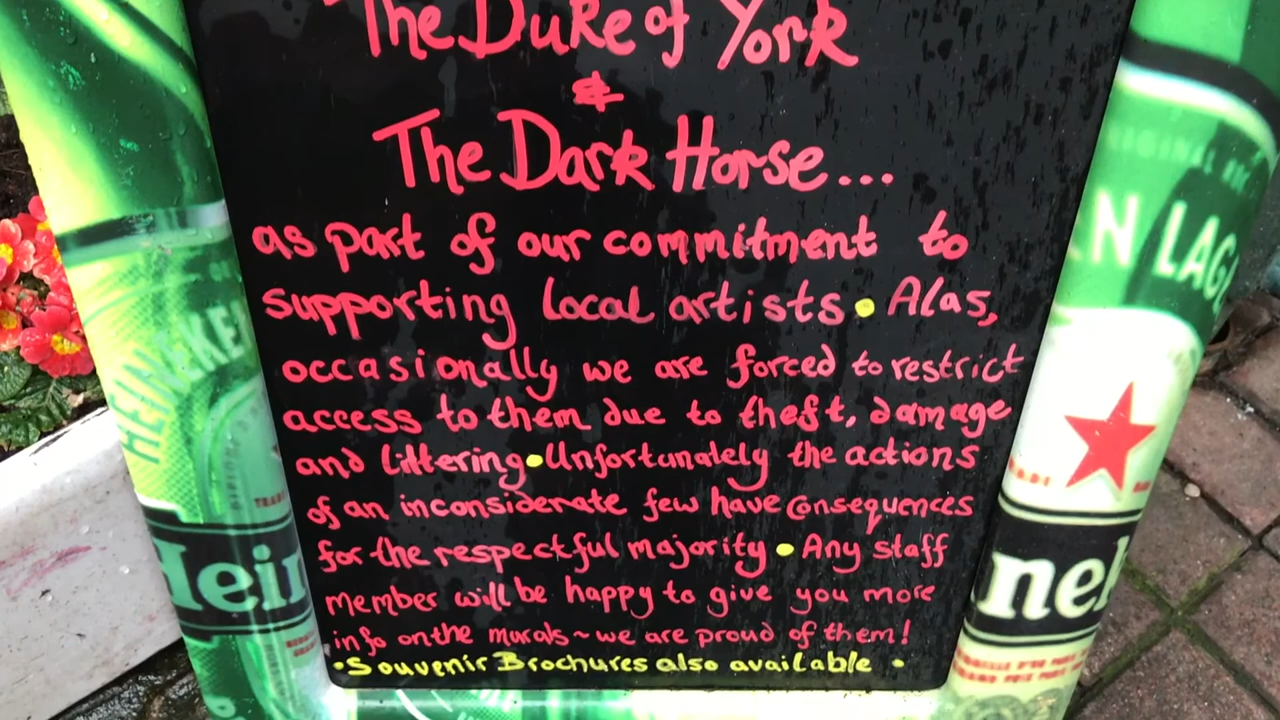 The Duke of York
&
The Dark Horse...
as part of our commitment to
supporting local artists • Alas,
occasionally we are forced to restrict
access to them due to theft, damage
and littering • Unfortunately the actions
of an inconsiderate few have consequences
for the respectful majority • Any staff
member will be happy to give you more
info on the murals ~ we are proud of them!
• Souvenir Brochures also available •
HEINEKE
Hein
N LAGE
nek